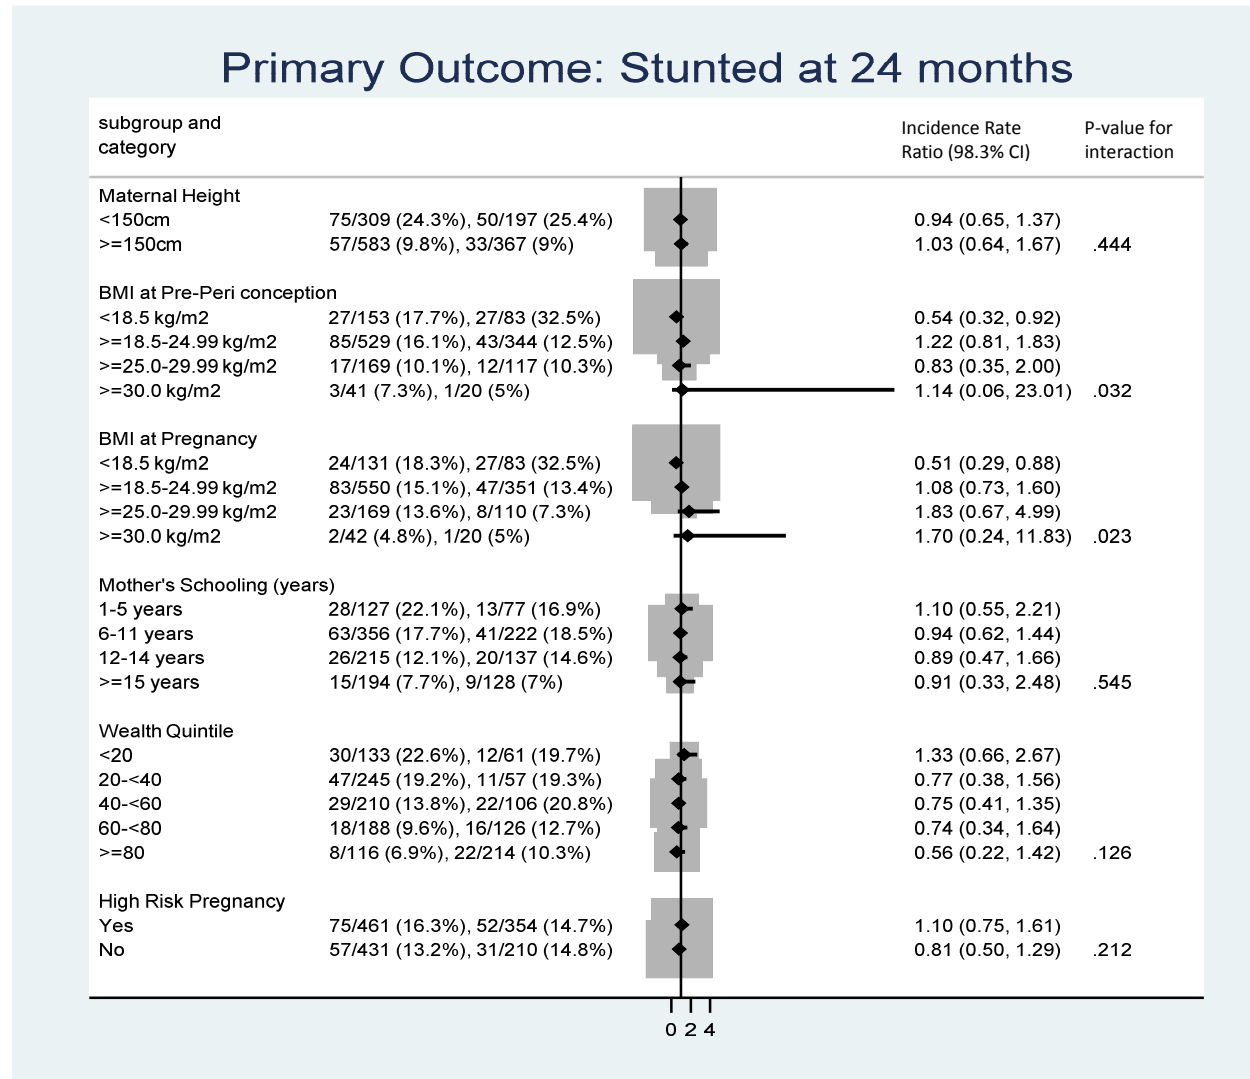 Primary Outcome: Stunted at 24 months
subgroup and
category
Incidence Rate
Ratio (98.3% CI)
P-value for
interaction
Maternal Height
<150cm 75/309 (24.3%), 50/197 (25.4%) 0.94 (0.65, 1.37)
>=150cm 57/583 (9.8%), 33/367 (9%) 1.03 (0.64, 1.67) .444
BMI at Pre-Peri conception
<18.5 kg/m2 27/153 (17.7%), 27/83 (32.5%) 0.54 (0.32, 0.92)
>=18.5-24.99 kg/m2 85/529 (16.1%), 43/344 (12.5%) 1.22 (0.81, 1.83)
>=25.0-29.99 kg/m2 17/169 (10.1%), 12/117 (10.3%) 0.83 (0.35, 2.00)
>=30.0 kg/m2 3/41 (7.3%), 1/20 (5%) 1.14 (0.06, 23.01) .032
BMI at Pregnancy
<18.5 kg/m2 24/131 (18.3%), 27/83 (32.5%) 0.51 (0.29, 0.88)
>=18.5-24.99 kg/m2 83/550 (15.1%), 47/351 (13.4%) 1.08 (0.73, 1.60)
>=25.0-29.99 kg/m2 23/169 (13.6%), 8/110 (7.3%) 1.83 (0.67, 4.99)
>=30.0 kg/m2 2/42 (4.8%), 1/20 (5%) 1.70 (0.24, 11.83) .023
Mother's Schooling (years)
1-5 years 28/127 (22.1%), 13/77 (16.9%) 1.10 (0.55, 2.21)
6-11 years 63/356 (17.7%), 41/222 (18.5%) 0.94 (0.62, 1.44)
12-14 years 26/215 (12.1%), 20/137 (14.6%) 0.89 (0.47, 1.66)
>=15 years 15/194 (7.7%), 9/128 (7%) 0.91 (0.33, 2.48) .545
Wealth Quintile
<20 30/133 (22.6%), 12/61 (19.7%) 1.33 (0.66, 2.67)
20-<40 47/245 (19.2%), 11/57 (19.3%) 0.77 (0.38, 1.56)
40-<60 29/210 (13.8%), 22/106 (20.8%) 0.75 (0.41, 1.35)
60-<80 18/188 (9.6%), 16/126 (12.7%) 0.74 (0.34, 1.64)
>=80 8/116 (6.9%), 22/214 (10.3%) 0.56 (0.22, 1.42) .126
High Risk Pregnancy
Yes 75/461 (16.3%), 52/354 (14.7%) 1.10 (0.75, 1.61)
No 57/431 (13.2%), 31/210 (14.8%) 0.81 (0.50, 1.29) .212
0 2 4